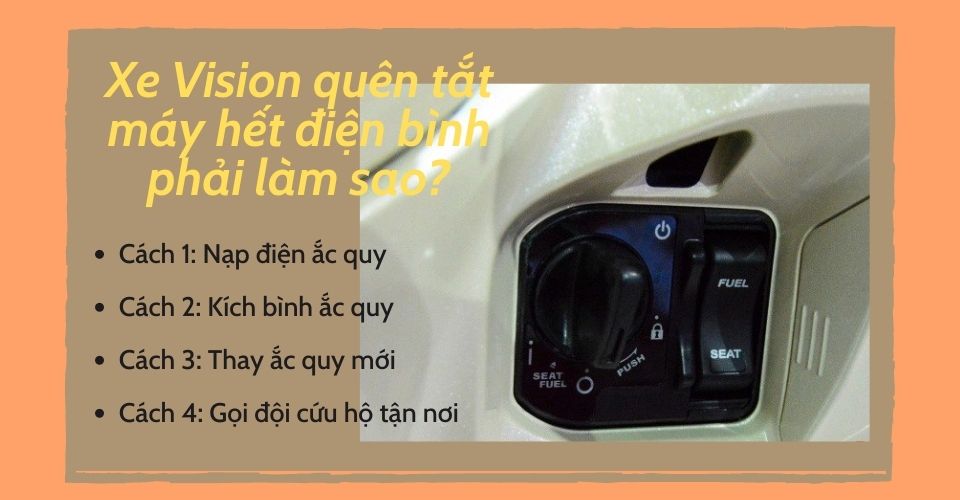 Xe Vision quên tắt
máy hết điện bình
phải làm sao?
Cách 1: Nạp điện ắc quy
Cách 2: Kích bình ắc quy
Cách 3: Thay ắc quy mới
Cách 4: Gọi đội cứu hộ tận nơi
FUEL
SEAT
PUSH
SEAT
FUEL